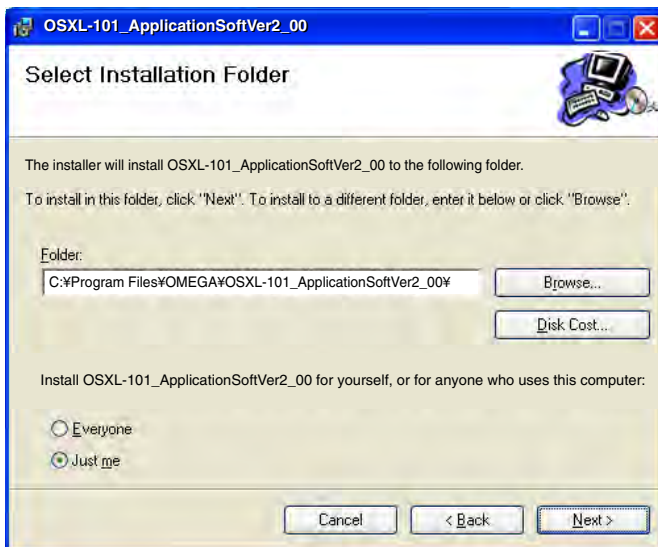 OSXL-101_ApplicationSoftVer2_00
Select Installation Folder
The installer will install OSXL-101_ApplicationSoftVer2_00 to the following folder.
To install in this folder, click "Next". To install to a different folder, enter it below or click "Browse".
Folder:
C:¥Program Files¥OMEGA¥OSXL-101_ApplicationSoftVer2_00¥
Browse...
Disk Cost...
Install OSXL-101_ApplicationSoftVer2_00 for yourself, or for anyone who uses this computer:
Everyone
Just me
Cancel
< Back
Next >